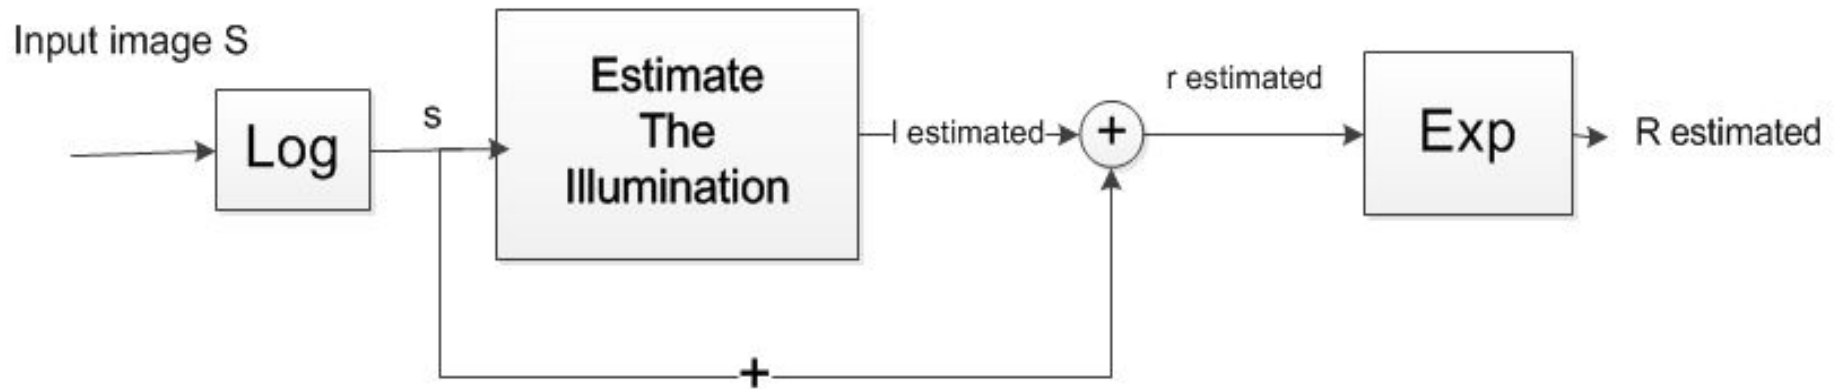 Input image S
Log
s
Estimate
The
Illumination
l estimated
+
r estimated
Exp
R estimated
+